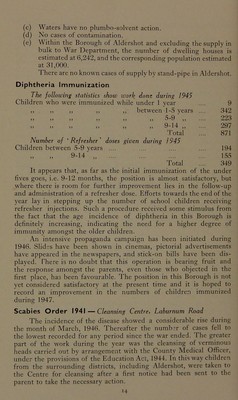 (c) Waters have no plumbo-solvent action.
(d) No cases of contamination.
(e) Within the Borough of Aldershot and excluding the supply in
bulk to War Department, the number of dwelling houses is
estimated at 6,242, and the corresponding population estimated
at 31,000.
There are no known cases of supply by stand-pipe in Aldershot.
Diphtheria Immunization
The following statistics show work done during 1945
Children who were immunized while under 1 year ... 9
,, ,, ,, ,, between 1-5 years ... 342
,, ,, ,, ,, ,, 5-9 ,, ... 223
,, ,, ,, ,, ,, 9-14 ,, ... 297
Total ... 871
Number of ' Refresher ' doses given during 1945
Children between 5-9 years ... 194
,, ,, 9-14 ,, ... 155
Total ... 349
It appears that, as far as the initial immunization of the under
fives goes, i.e. 9-12 months, the position is almost satisfactory, but
where there is room for further improvement lies in the follow-up
and administration of a refresher dose. Efforts towards the end of the
year lay in stepping up the number of school children receiving
refresher injections. Such a procedure received some stimulus from
the fact that the age incidence of diphtheria in this Borough is
definitely increasing, indicating the need for a higher degree of
immunity amongst the older children.
An intensive propaganda campaign has been initiated during
1946. Slides have been shown in cinemas, pictorial advertisements
have appeared in the newspapers, and stick-on bills have been dis-
played. There is no doubt that this operation is bearing fruit and
the response amongst the parents, even those who objected in the
first place, has been favourable. The position in this Borough is not
yet considered satisfactory at the present time and it is hoped to
record an improvement in the numbers of children immunized
during 1947.
Scabies Order 1941 — Cleansing Centre, Laburnum Road
The incidence of the disease showed a considerable rise during
the month of March, 1946. Thereafter the number of cases fell to
the lowest recorded for any period since the war ended. The greater
part of the work during the year was the cleansing of verminous
heads carried out by arrangement with the County Medical Officer,
under the provisions of the Education Act, 1944. In this way children
from the surrounding districts, including Aldershot, were taken to
the Centre for cleansing after a first notice had been sent to the
parent to take the necessary action.
14